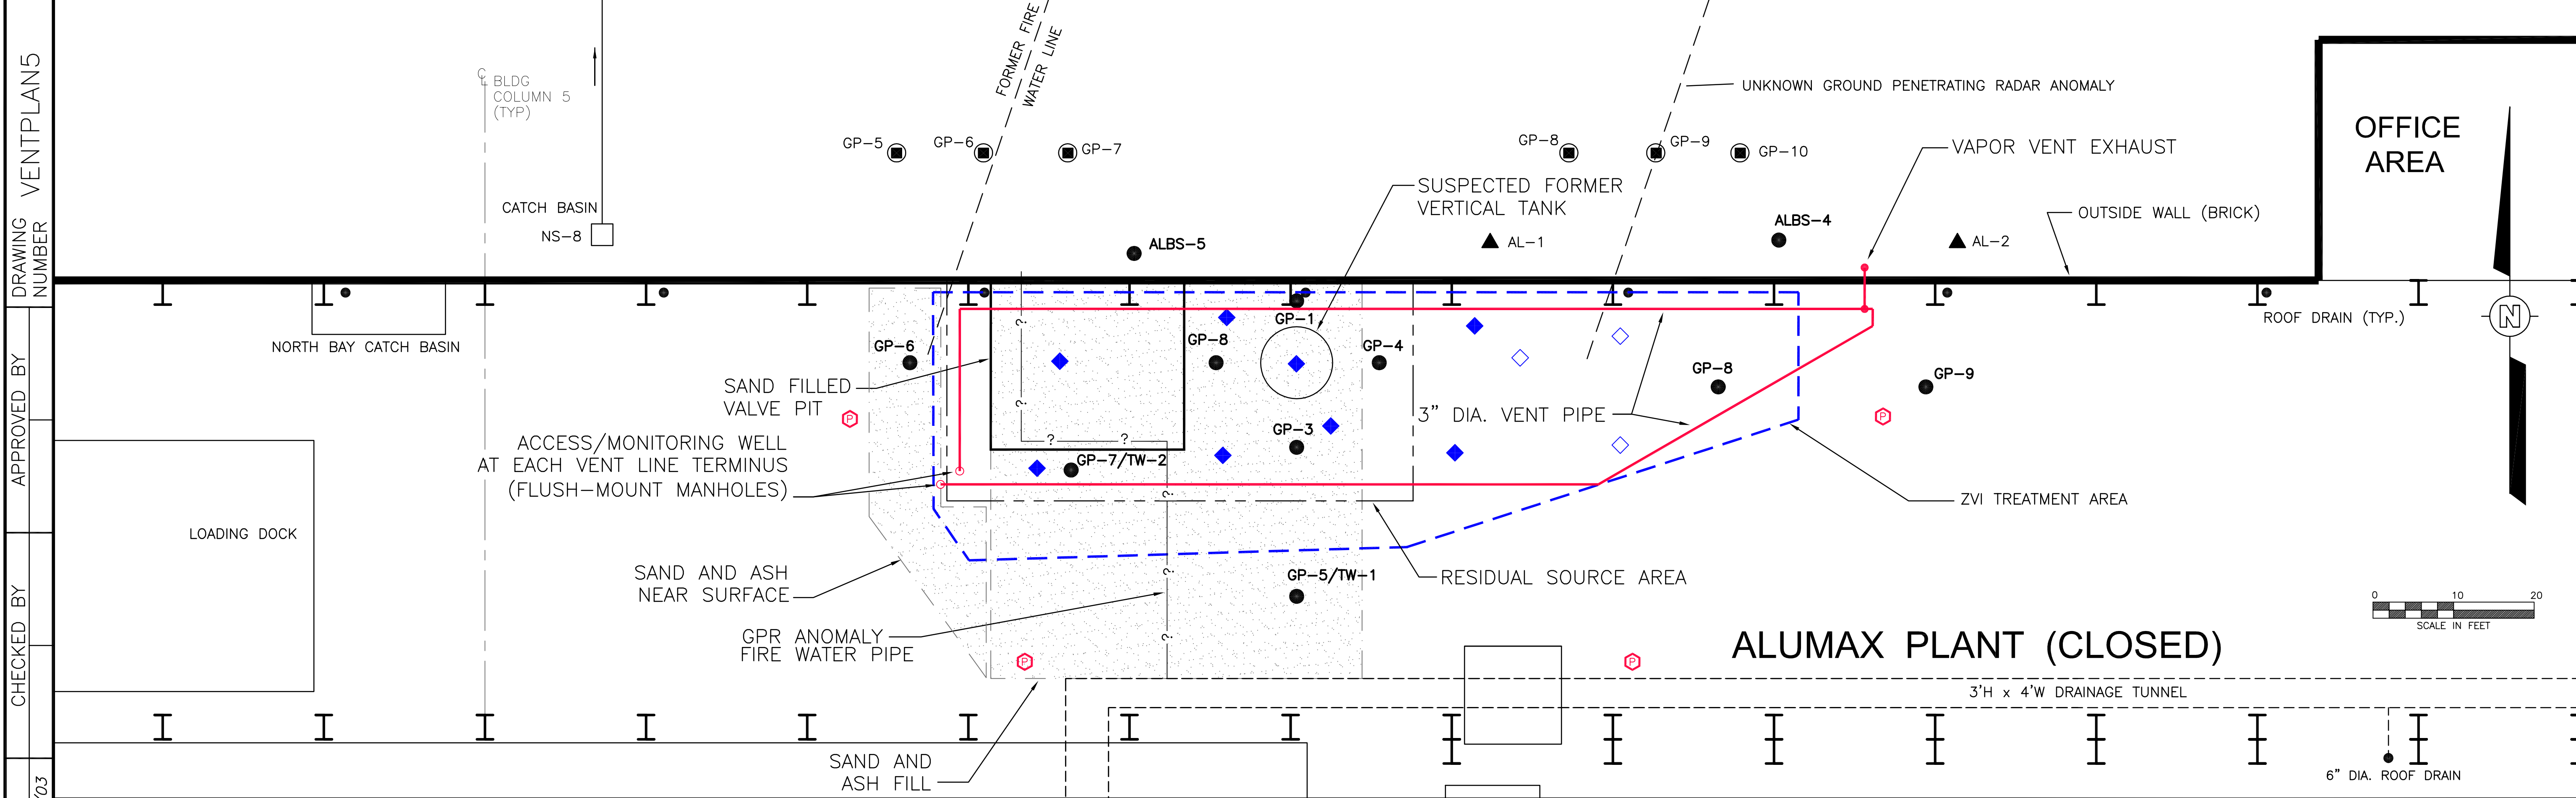 DRAWING NUMBER
VENTPLAN5
APPROVED BY
CHECKED BY
℄ BLDG
COLUMN 5
(TYP)
CATCH BASIN
NS-8
FORMER FIRE
WATER LINE
UNKNOWN GROUND PENETRATING RADAR ANOMALY
GP-5
GP-6
GP-7
GP-8
GP-9
GP-10
VAPOR VENT EXHAUST
OFFICE
AREA
SUSPECTED FORMER
VERTICAL TANK
ALBS-5
AL-1
ALBS-4
AL-2
OUTSIDE WALL (BRICK)
NORTH BAY CATCH BASIN
ROOF DRAIN (TYP.)
N
GP-1
GP-6
GP-8
GP-4
GP-8
GP-9
?
?
?
?
?
?
?
SAND FILLED
VALVE PIT
3" DIA. VENT PIPE
P
P
GP-3
GP-7/TW-2
ACCESS/MONITORING WELL
AT EACH VENT LINE TERMINUS
(FLUSH-MOUNT MANHOLES)
ZVI TREATMENT AREA
LOADING DOCK
SAND AND ASH
NEAR SURFACE
GP-5/TW-1
RESIDUAL SOURCE AREA
0 10 20
SCALE IN FEET
GPR ANOMALY
FIRE WATER PIPE
P
P
ALUMAX PLANT (CLOSED)
3'H x 4'W DRAINAGE TUNNEL
SAND AND
ASH FILL
6" DIA. ROOF DRAIN